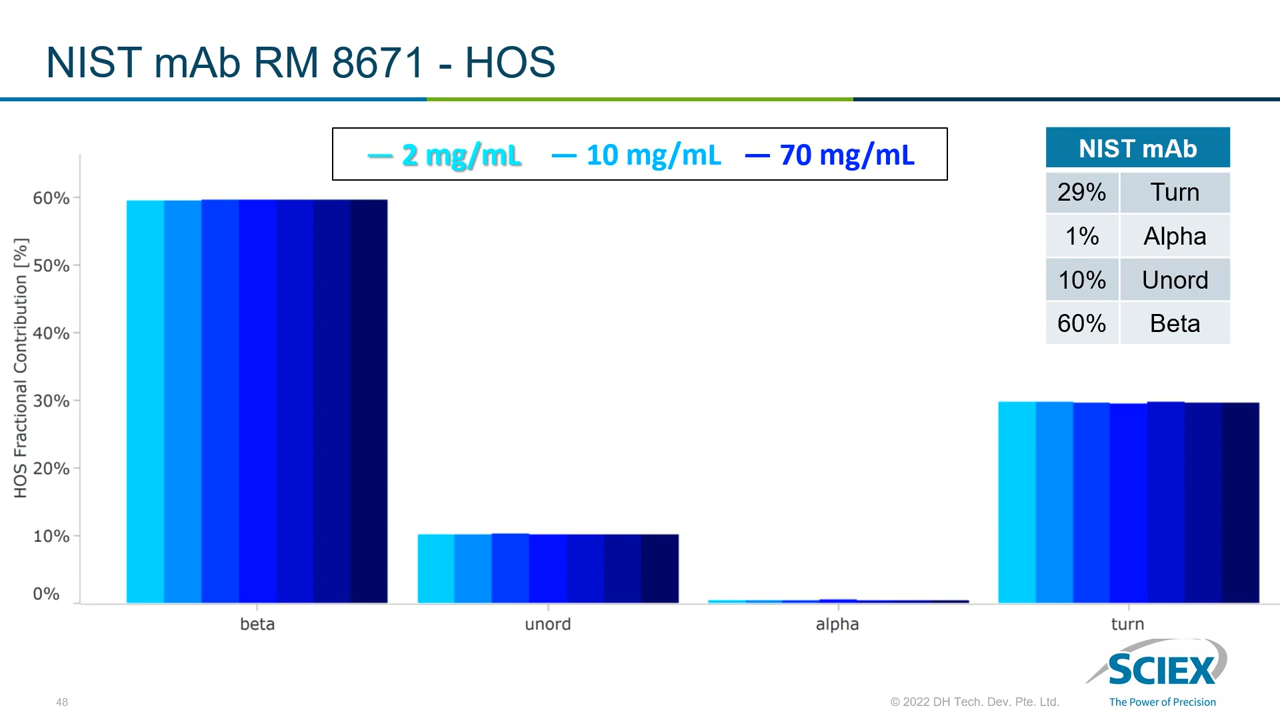 NIST mAb RM 8671 - HOS
— 2 mg/mL — 10 mg/mL — 70 mg/mL
NIST mAb
29% Turn
1% Alpha
10% Unord
60% Beta
HOS Fractional Contribution [%]
60%
50%
40%
30%
20%
10%
0%
beta unord alpha turn
SCIEX
The Power of Precision
48
© 2022 DH Tech. Dev. Pte. Ltd.